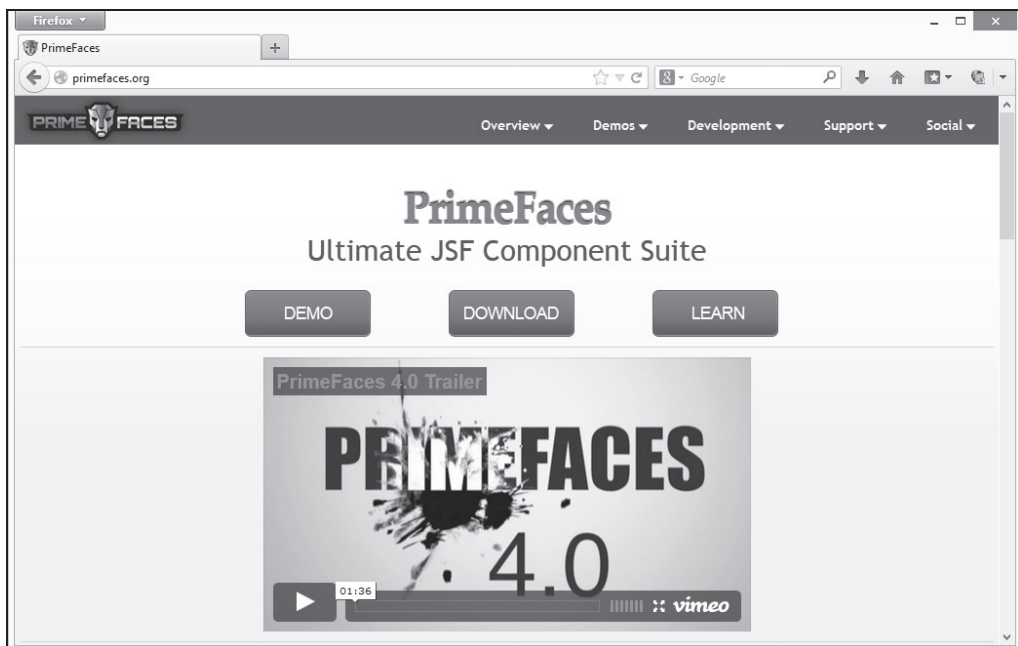 Firefox
PrimeFaces
primefaces.org
Google
PRIME FACES
Overview
Demos
Development
Support
Social
PrimeFaces
Ultimate JSF Component Suite
DEMO
DOWNLOAD
LEARN
PrimeFaces 4.0 Trailer
PRIMEFACES
4.0
01:36
vimeo